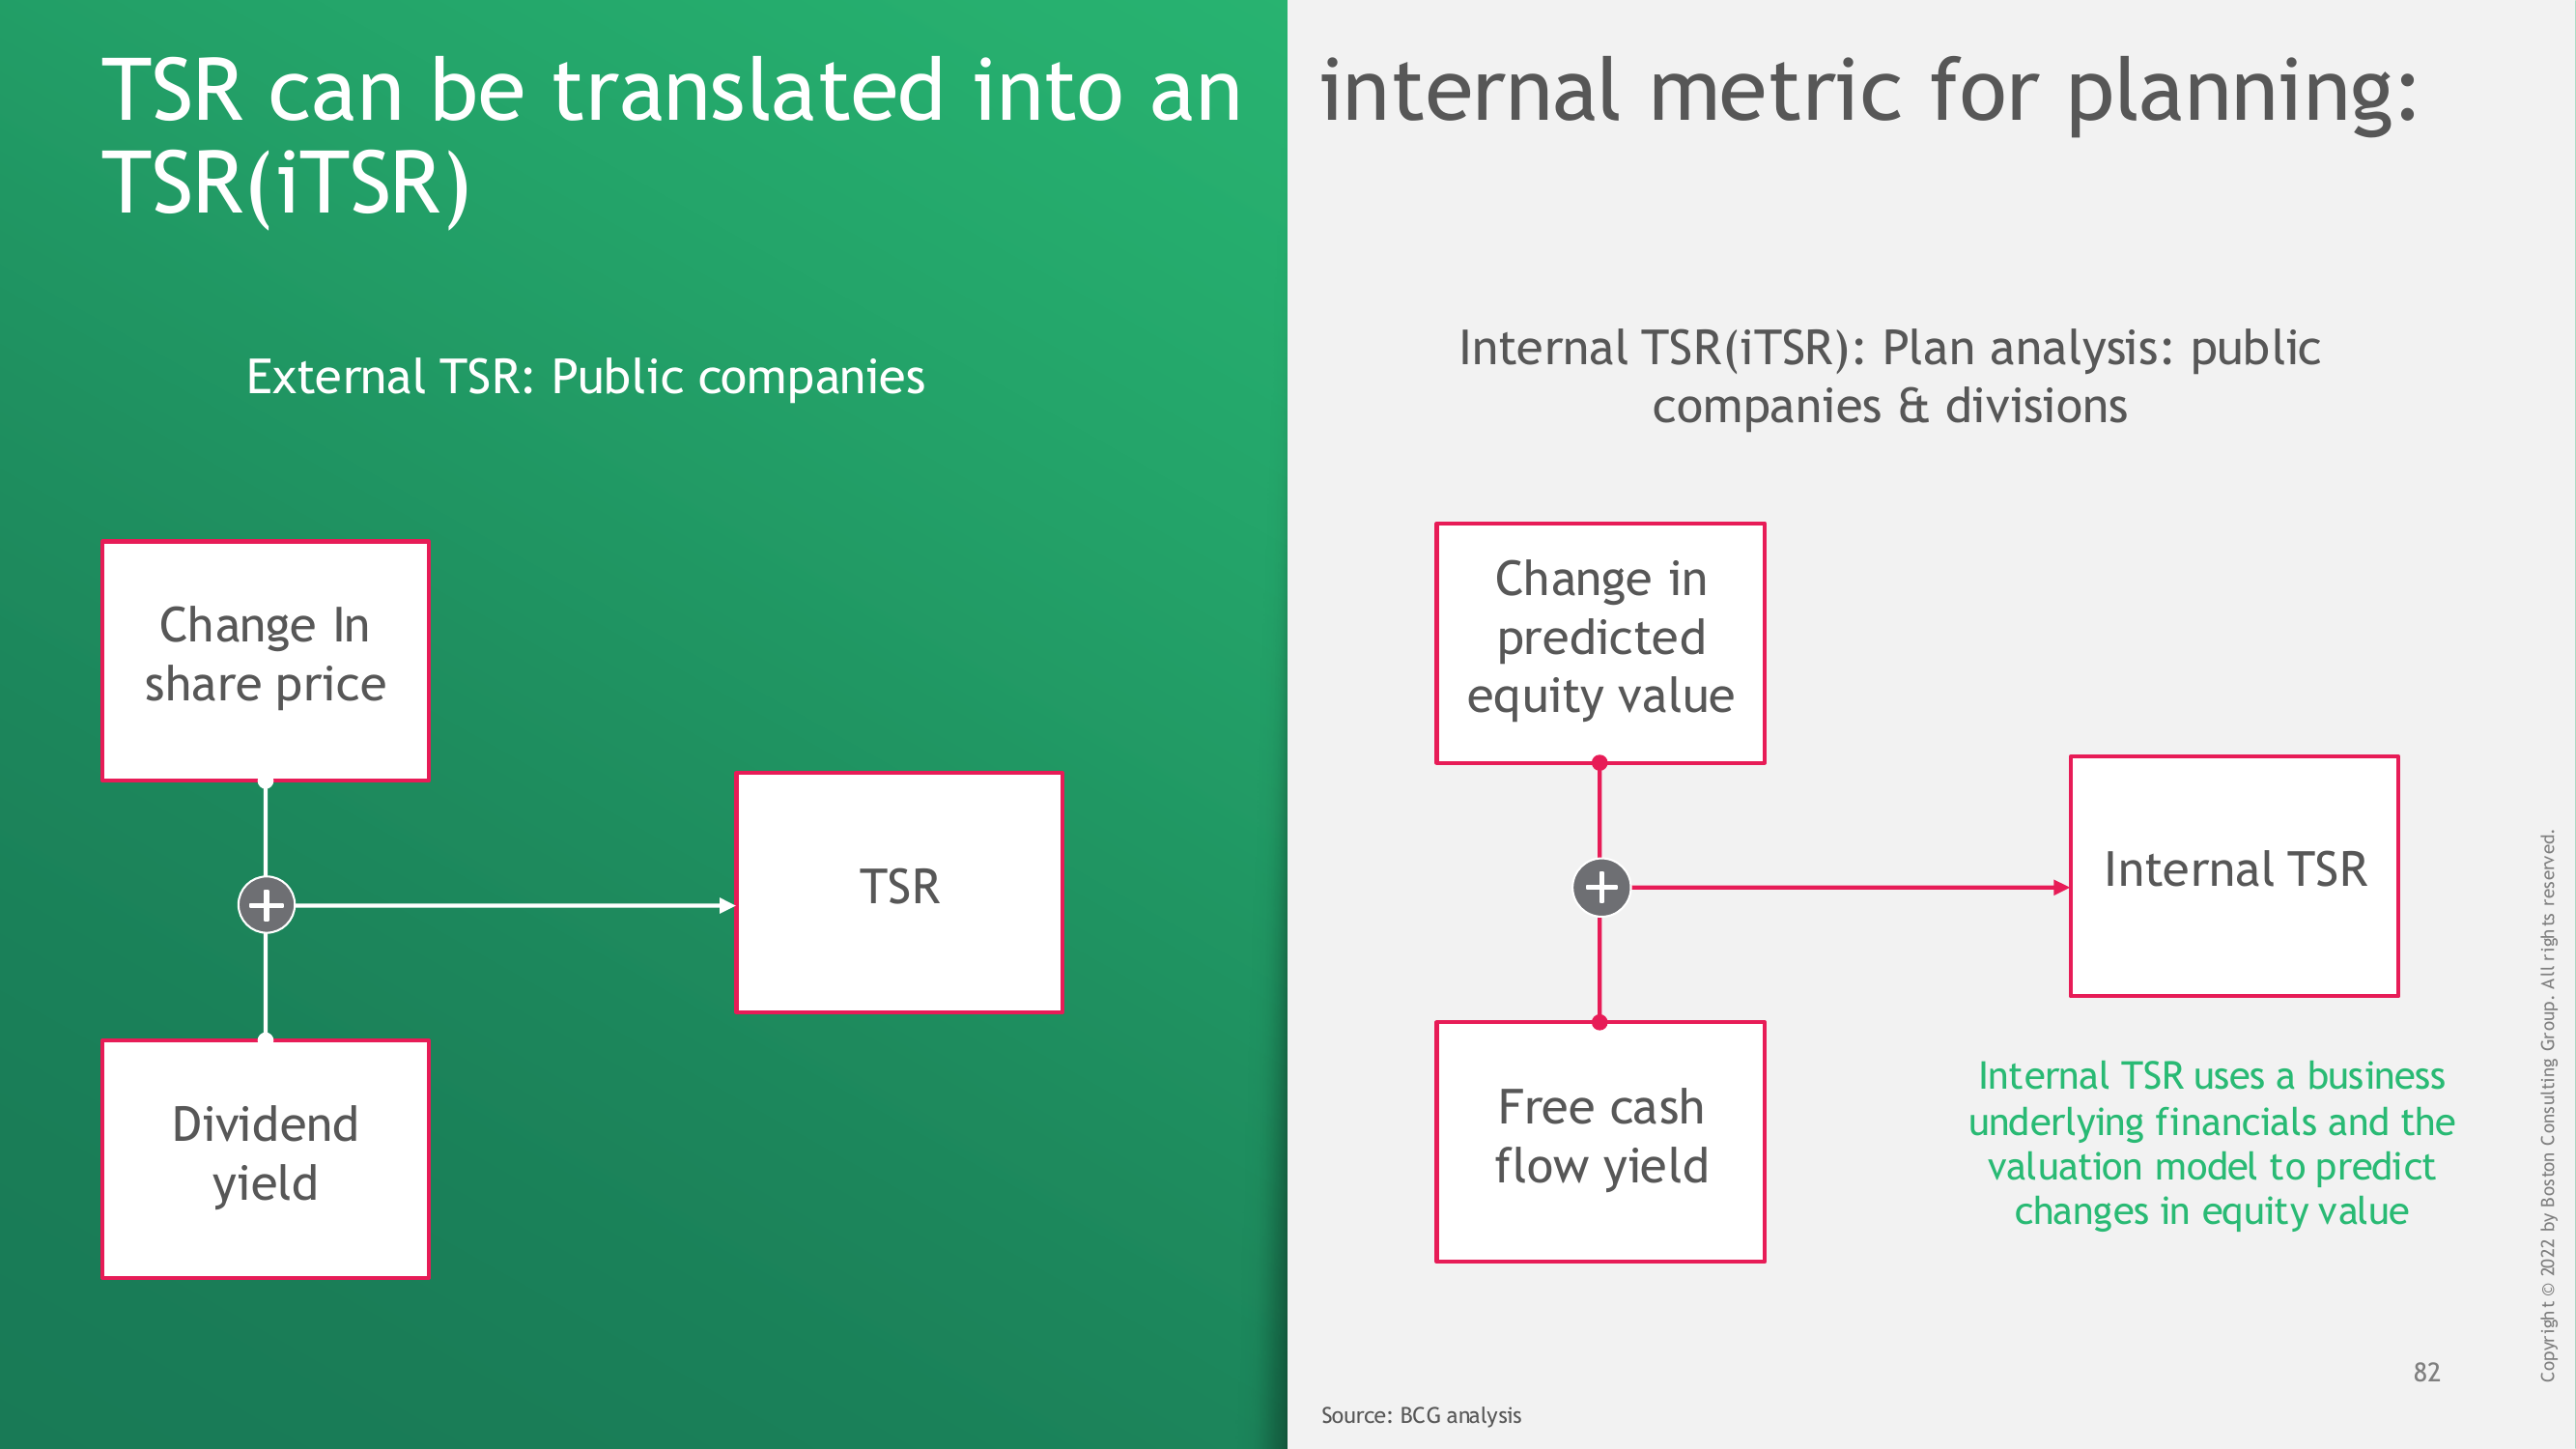 TSR can be translated into an internal metric for planning:
TSR(iTSR)
External TSR: Public companies
Change In
share price
Dividend
yield
TSR
Internal TSR(iTSR): Plan analysis: public
companies & divisions
Change in
predicted
equity value
Free cash
flow yield
Internal TSR
Internal TSR uses a business
underlying financials and the
valuation model to predict
changes in equity value
82
Source: BCG analysis
Copyright © 2022 by Boston Consulting Group. All rights reserved.